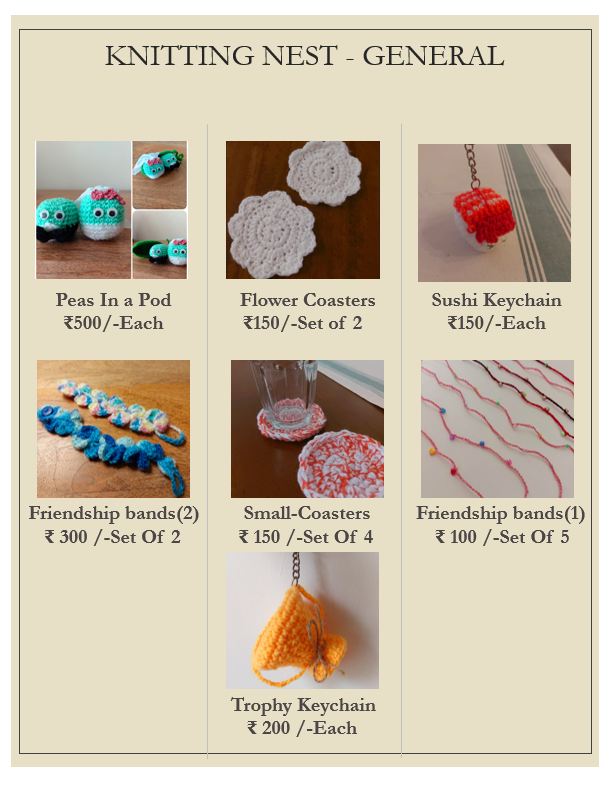 KNITTING NEST - GENERAL
Peas In a Pod
₹500/-Each
Flower Coasters
₹150/-Set of 2
Sushi Keychain
₹150/-Each
Friendship bands(2)
₹ 300 /-Set Of 2
Small-Coasters
₹ 150 /-Set Of 4
Friendship bands(1)
₹ 100 /-Set Of 5
Trophy Keychain
₹ 200 /-Each